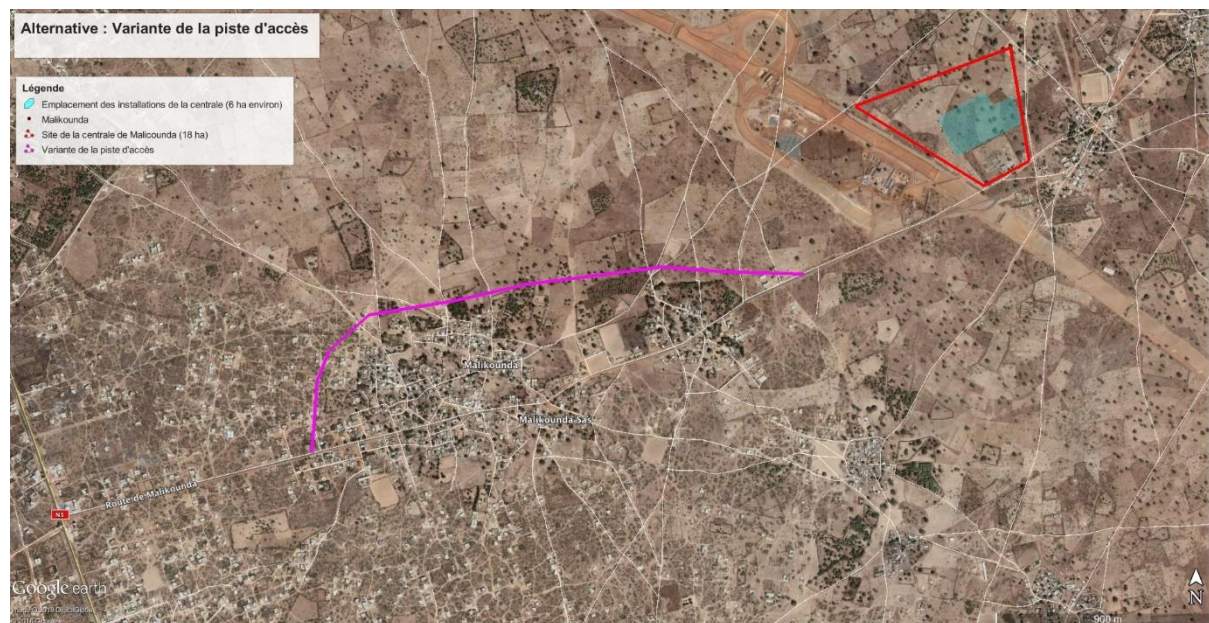 Alternative : Variante de la piste d'accès
Légende
Emplacement des installations de la centrale (6 ha environ)
Malikounda
Site de la centrale de Malicounda (18 ha)
Variante de la piste d'accès
Malikounda
Malikounda Sas
Route de Malikounda
N1
Google earth
N
900 m